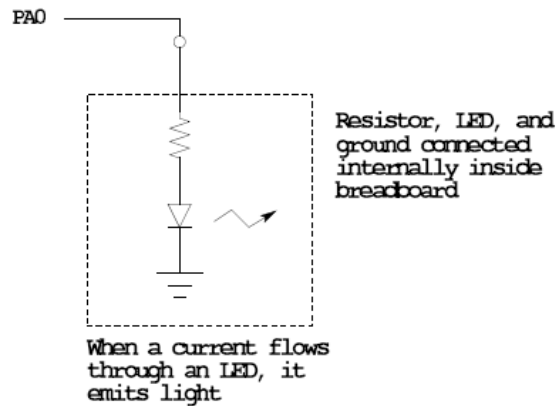 PA0
Resistor, LED, and
ground connected
internally inside
breadboard
When a current flows
through an LED, it
emits light